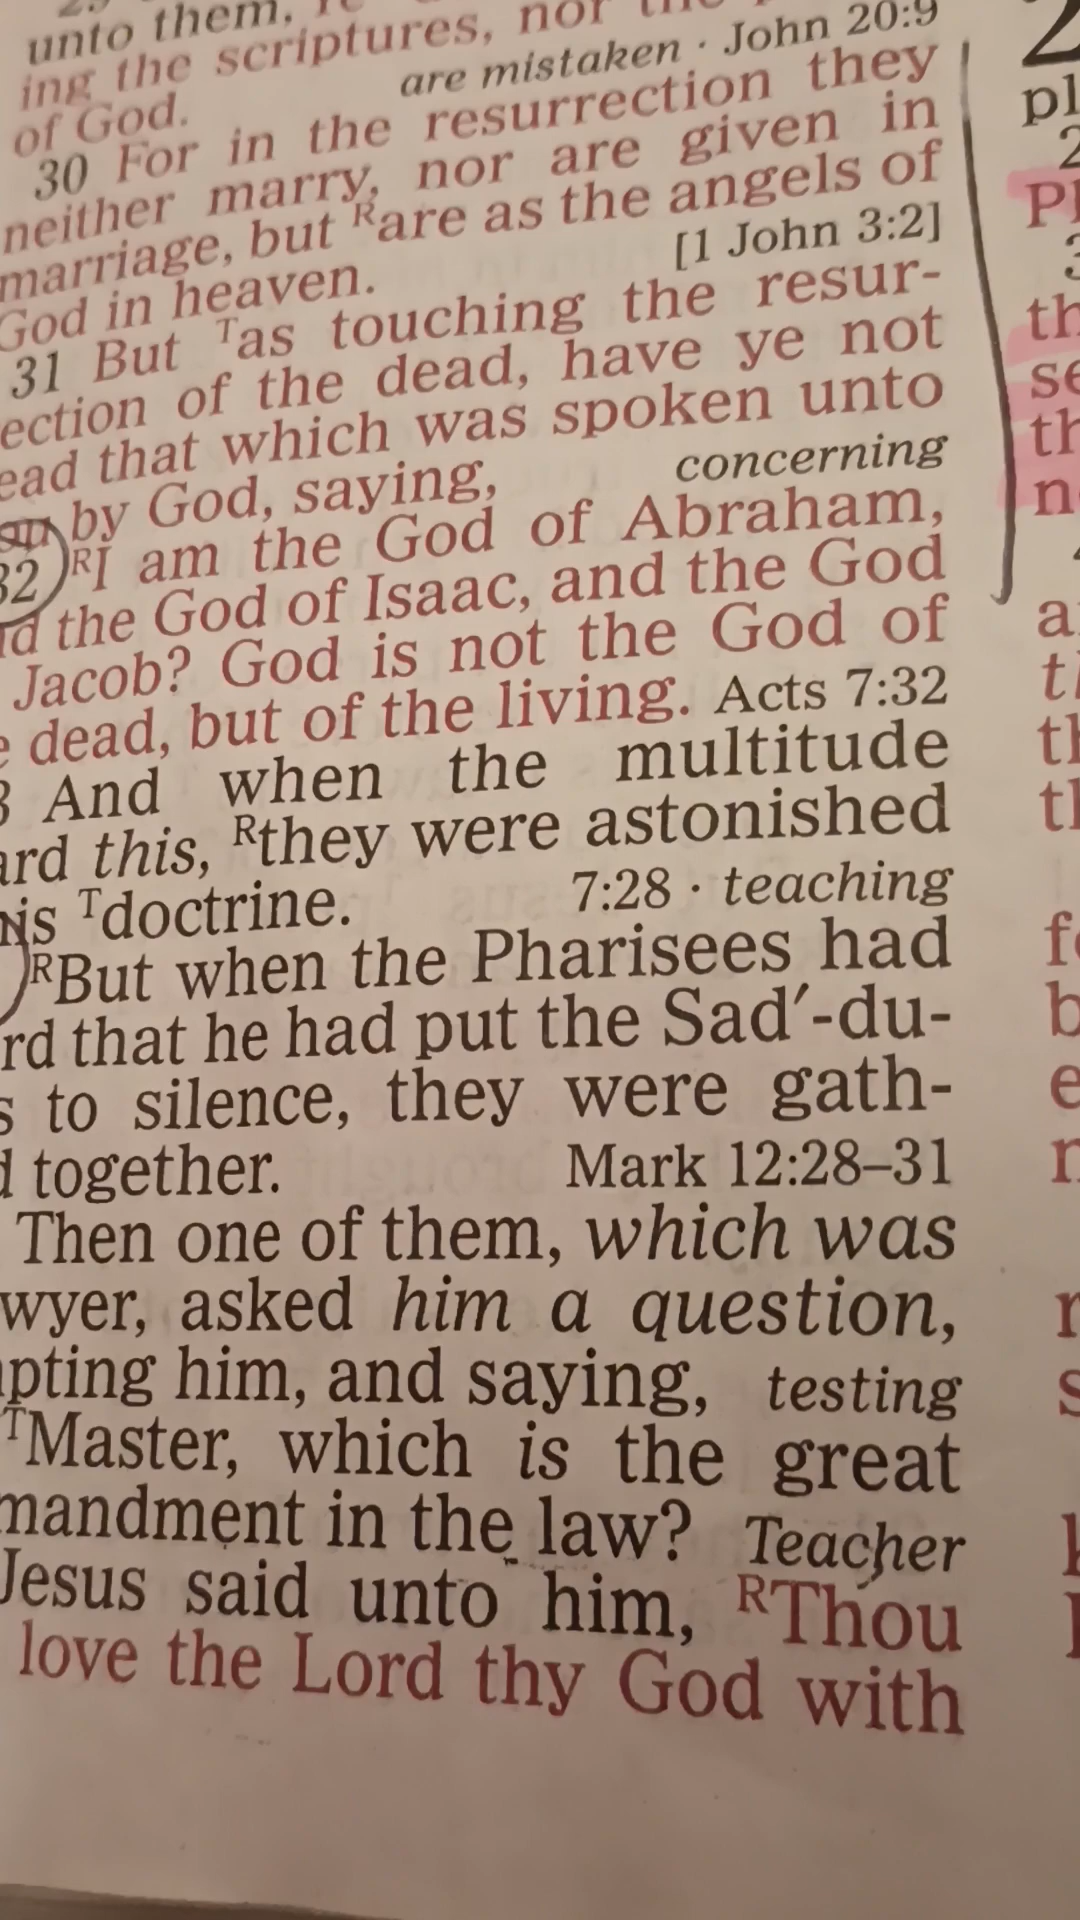 unto them,
ing the scriptures, nor
of God. are mistaken · John 20:9
30 For in the resurrection they
neither marry, nor are given in
marriage, but ᴿare as the angels of
God in heaven. [1 John 3:2]
31 But ᵀas touching the resur-
ection of the dead, have ye not
ead that which was spoken unto
by God, saying, concerning
32 ᴿI am the God of Abraham,
the God of Isaac, and the God
Jacob? God is not the God of
dead, but of the living. Acts 7:32
And when the multitude
ard this, ᴿthey were astonished
his ᵀdoctrine. 7:28 · teaching
ᴿBut when the Pharisees had
rd that he had put the Sad′-du-
s to silence, they were gath-
d together. Mark 12:28–31
Then one of them, which was
wyer, asked him a question,
pting him, and saying, testing
ᵀMaster, which is the great
mandment in the law? Teacher
Jesus said unto him, ᴿThou
love the Lord thy God with